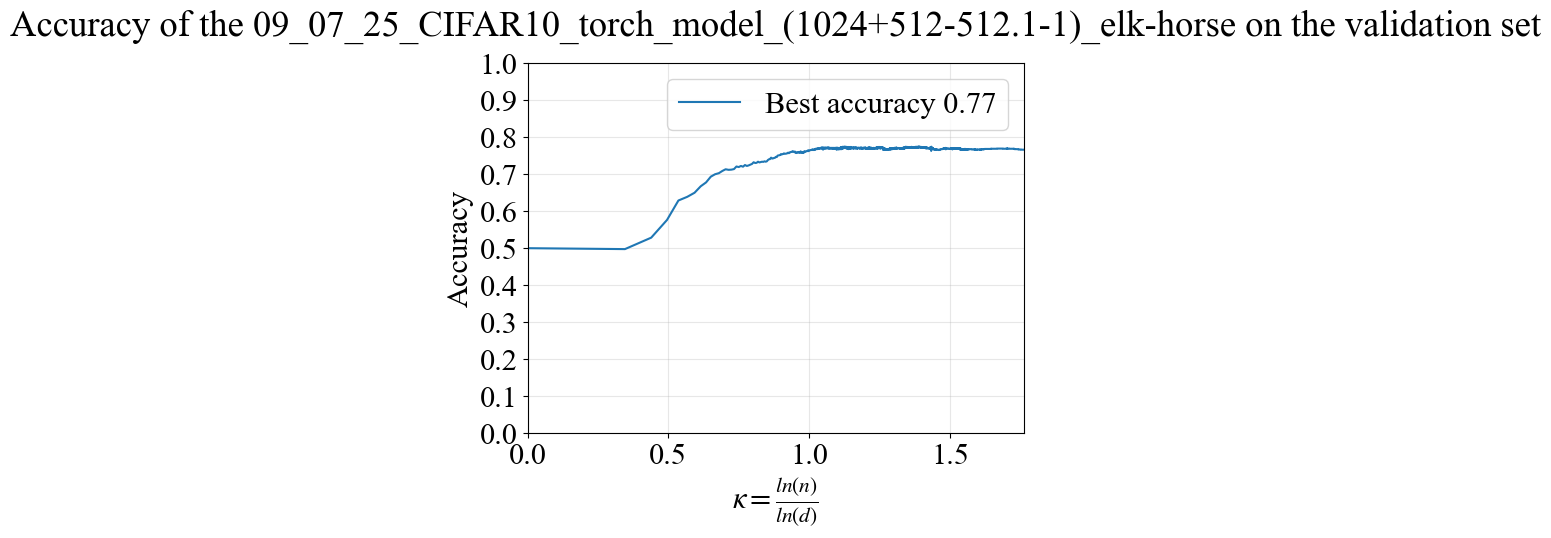 Accuracy of the 09_07_25_CIFAR10_torch_model_(1024+512-512.1-1)_elk-horse on the validation set
Best accuracy 0.77
Accuracy
1.0
0.9
0.8
0.7
0.6
0.5
0.4
0.3
0.2
0.1
0.0
0.0 0.5 1.0 1.5
κ = ln(n) / ln(d)